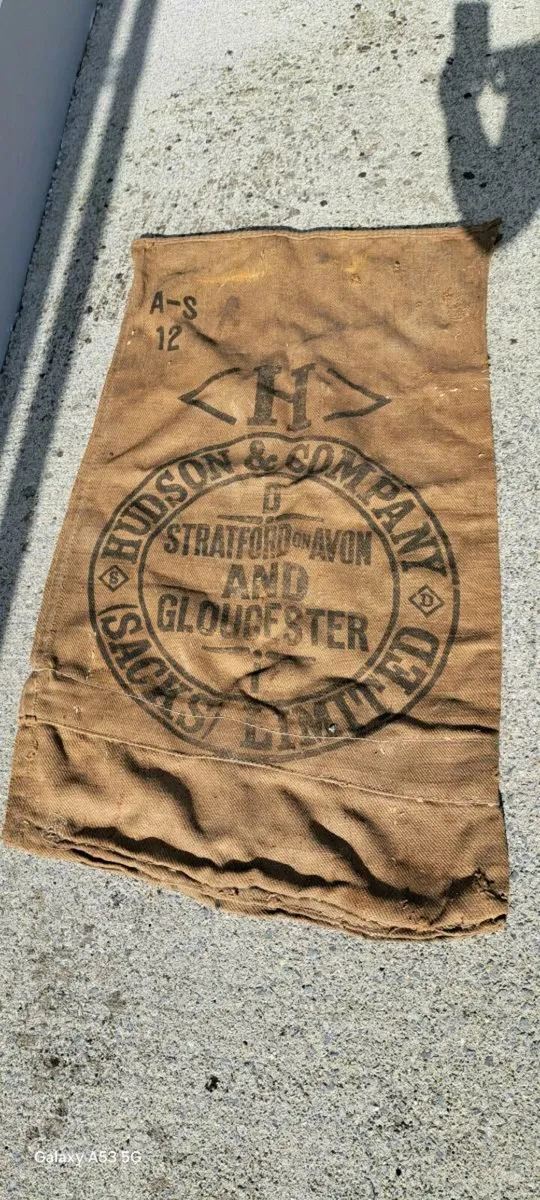 A-S
12
H
HUDSON & COMPANY
D
STRATFORD ON AVON
AND
GLOUCESTER
S
D
(SACKS) LIMITED
Galaxy A53 5G